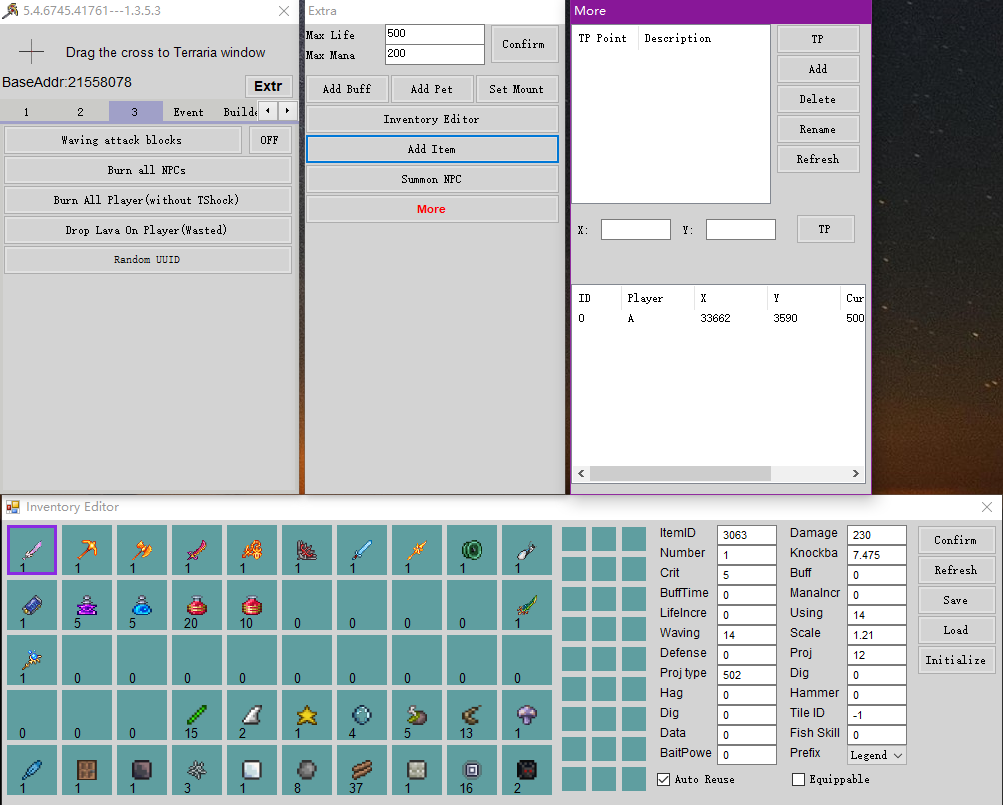 5.4.6745.41761---1.3.5.3
Drag the cross to Terraria window
BaseAddr:21558078
Extr
1 2 3 Event Builde
Waving attack blocks OFF
Burn all NPCs
Burn All Player(without TShock)
Drop Lava On Player(Wasted)
Random UUID
Extra
Max Life 500
Max Mana 200
Confirm
Add Buff Add Pet Set Mount
Inventory Editor
Add Item
Summon NPC
More
More
TP Point Description
TP
Add
Delete
Rename
Refresh
X: Y: TP
ID Player X Y Cur
0 A 33662 3590 500
Inventory Editor
1 1 1 1 1 1 1 1 1 1
1 5 5 20 10 0 0 0 0 1
1 0 0 0 0 0 0 0 0 0
0 0 0 15 2 1 4 5 13 1
1 1 1 3 1 8 37 1 16 2
ItemID 3063 Damage 230
Number 1 Knockba 7.475
Crit 5 Buff 0
BuffTime 0 ManaIncr 0
LifeIncre 0 Using 14
Waving 14 Scale 1.21
Defense 0 Proj 12
Proj type 502 Dig 0
Hag 0 Hammer 0
Dig 0 Tile ID -1
Data 0 Fish Skill 0
BaitPowe 0 Prefix Legend
Auto Reuse Equippable
Confirm
Refresh
Save
Load
Initialize